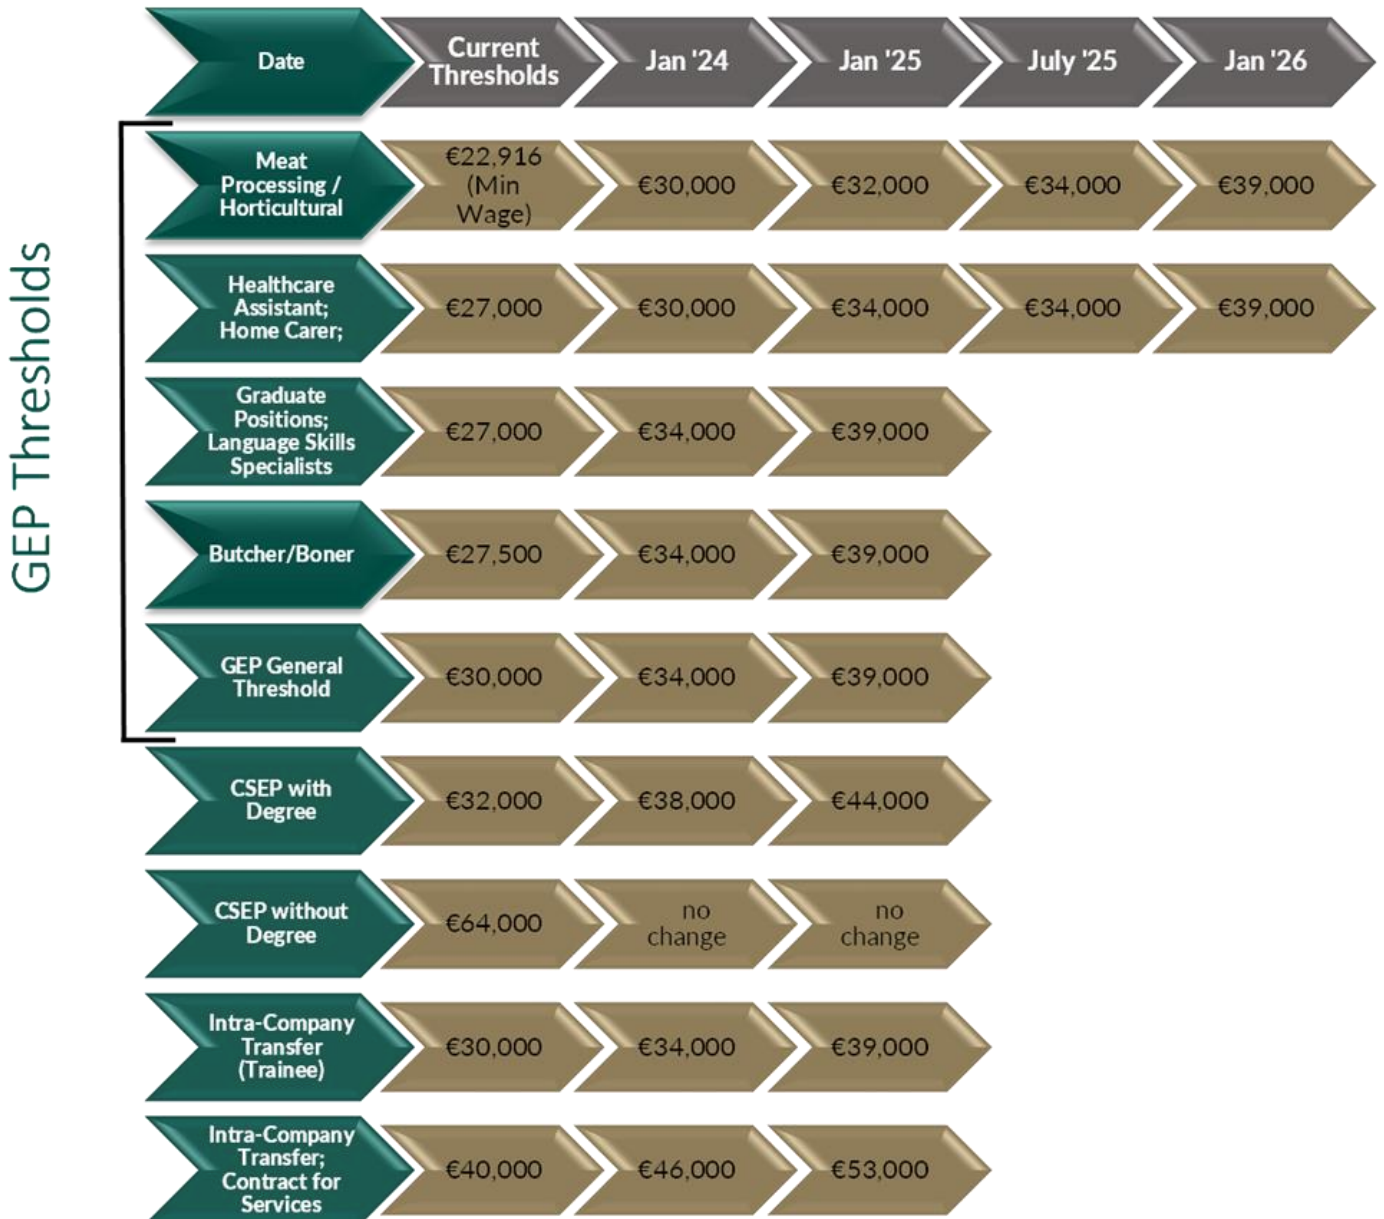 Date
Current
Thresholds
Jan '24
Jan '25
July '25
Jan '26
GEP Thresholds
Meat
Processing /
Horticultural
€22,916
(Min
Wage)
€30,000
€32,000
€34,000
€39,000
Healthcare
Assistant;
Home Carer;
€27,000
€30,000
€34,000
€34,000
€39,000
Graduate
Positions;
Language Skills
Specialists
€27,000
€34,000
€39,000
Butcher/Boner
€27,500
€34,000
€39,000
GEP General
Threshold
€30,000
€34,000
€39,000
CSEP with
Degree
€32,000
€38,000
€44,000
CSEP without
Degree
€64,000
no
change
no
change
Intra-Company
Transfer
(Trainee)
€30,000
€34,000
€39,000
Intra-Company
Transfer;
Contract for
Services
€40,000
€46,000
€53,000